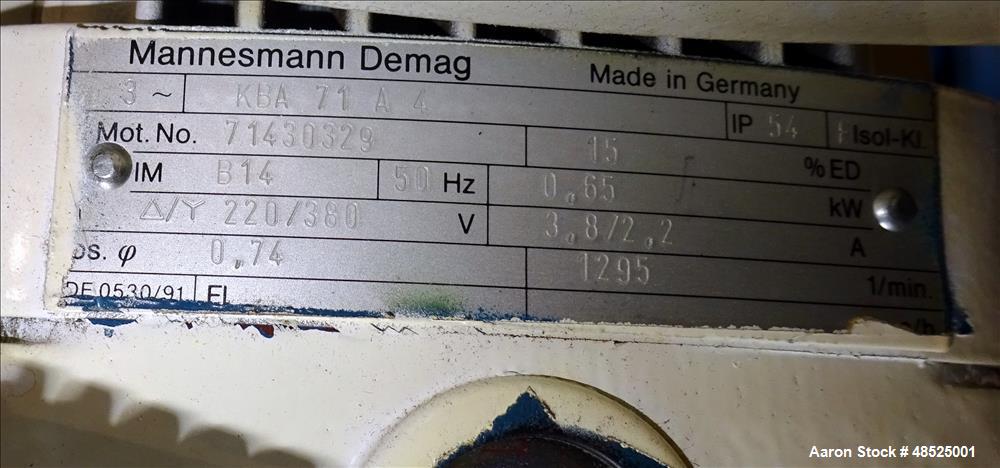 Mannesmann Demag Made in Germany
3 ~ KBA 71 A 4 IP 54 F Isol-Kl.
Mot. No. 71430329 15 % ED
IM B14 50 Hz 0,65 kW
△/Y 220/380 V 3,8/2,2 A
os. φ 0,74 1295 1/min.
DE 0530/91 EL
Aaron Stock # 48525001